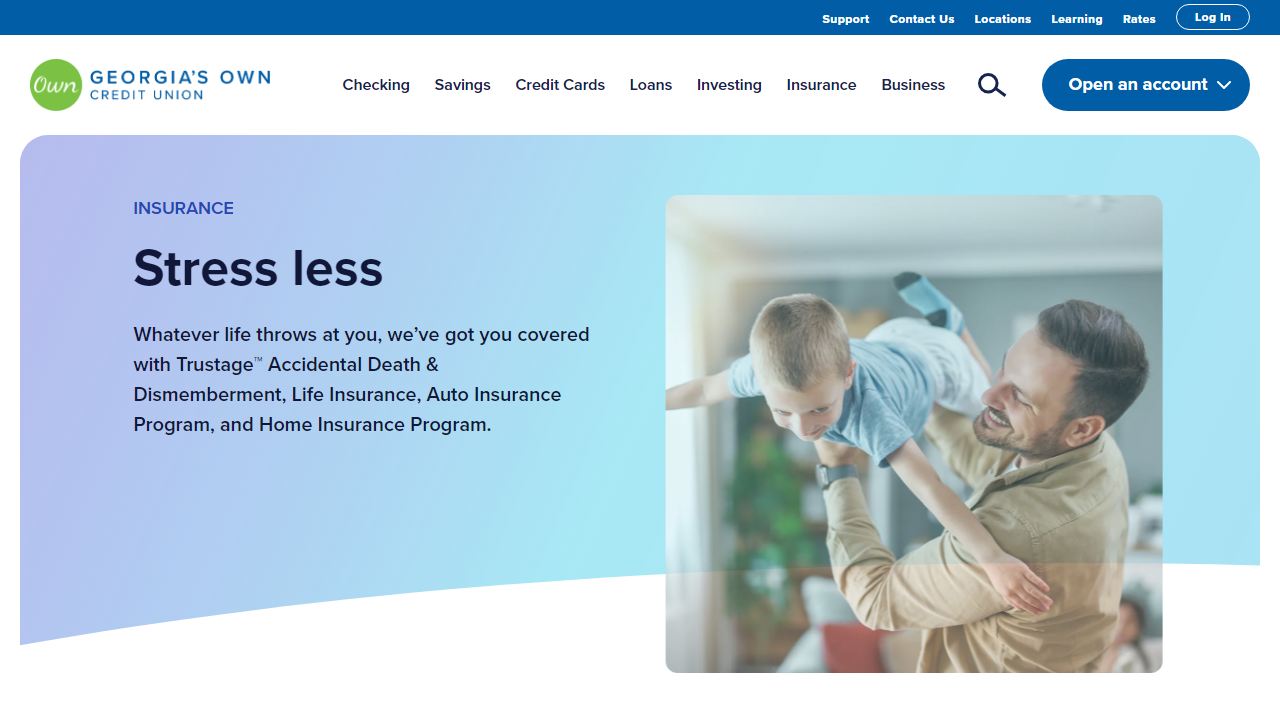 Support Contact Us Locations Learning Rates Log In
Own GEORGIA'S OWN
CREDIT UNION
Checking Savings Credit Cards Loans Investing Insurance Business Open an account
INSURANCE
Stress less
Whatever life throws at you, we’ve got you covered
with Trustage™ Accidental Death &
Dismemberment, Life Insurance, Auto Insurance
Program, and Home Insurance Program.